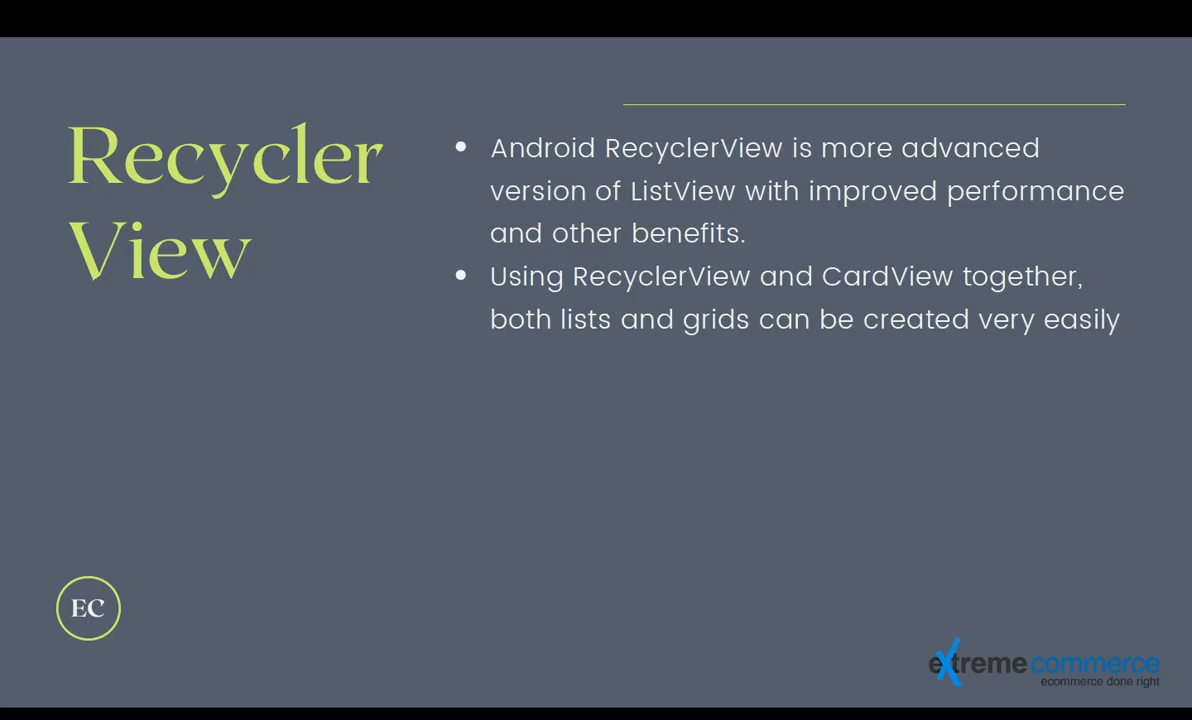 Recycler
View
• Android RecyclerView is more advanced
version of ListView with improved performance
and other benefits.
• Using RecyclerView and CardView together,
both lists and grids can be created very easily
EC
extreme commerce
ecommerce done right